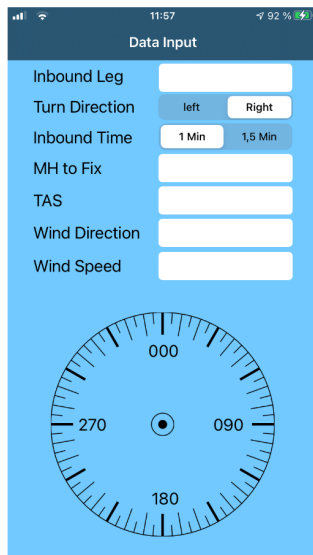 11:57
92 %
Data Input
Inbound Leg
Turn Direction left Right
Inbound Time 1 Min 1,5 Min
MH to Fix
TAS
Wind Direction
Wind Speed
000
270 090
180